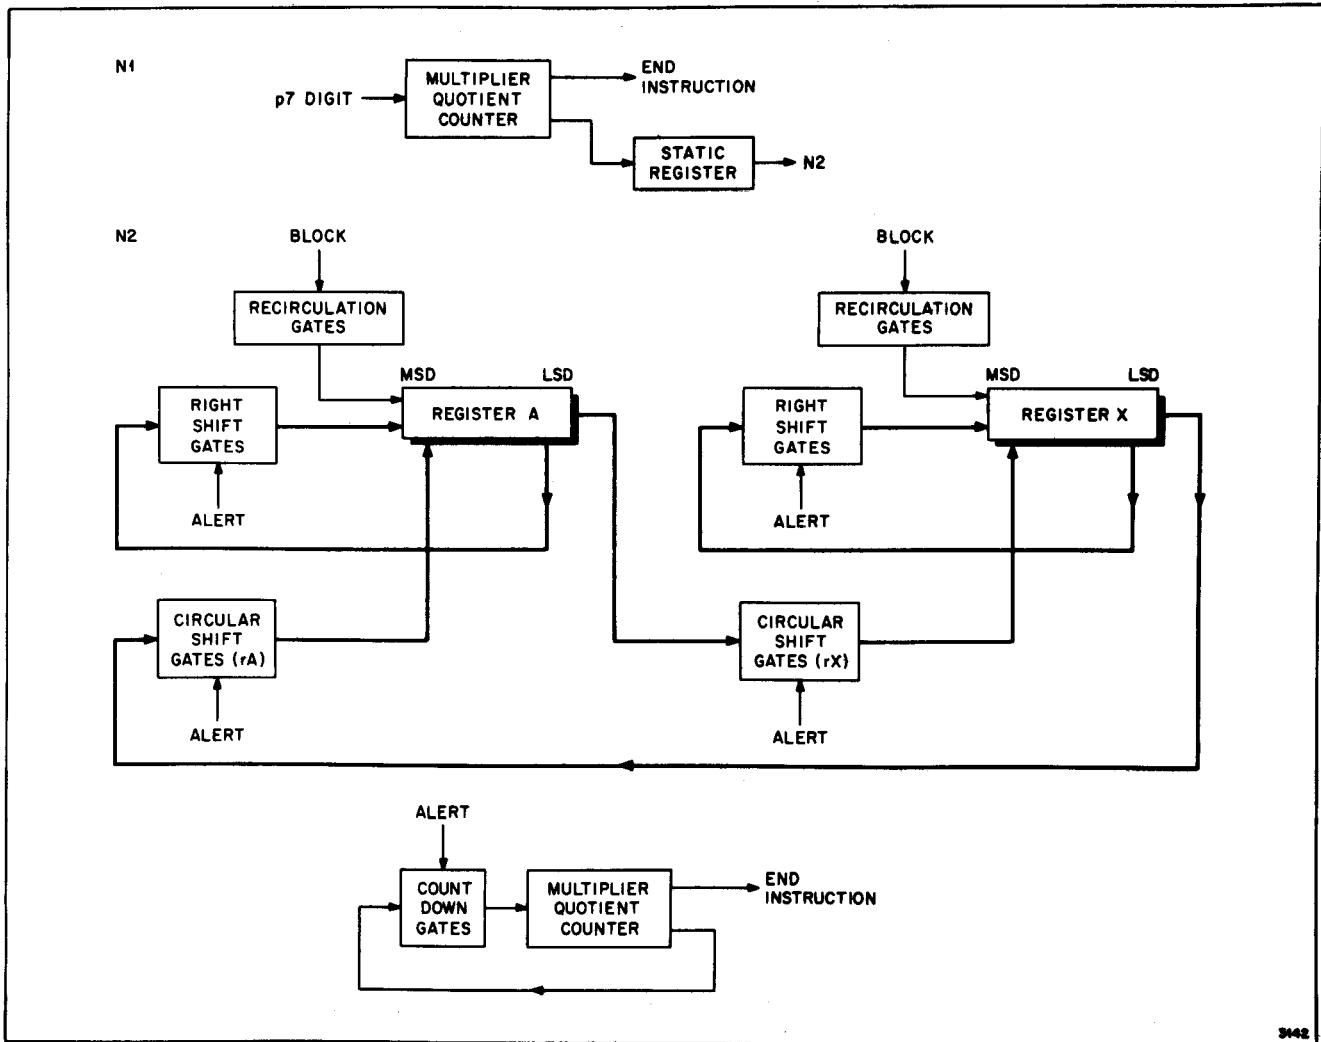 N1
p7 DIGIT
MULTIPLIER
QUOTIENT
COUNTER
END
INSTRUCTION
STATIC
REGISTER
N2
N2
BLOCK
RECIRCULATION
GATES
MSD
LSD
RIGHT
SHIFT
GATES
REGISTER A
ALERT
CIRCULAR
SHIFT
GATES (rA)
ALERT
BLOCK
RECIRCULATION
GATES
MSD
LSD
RIGHT
SHIFT
GATES
REGISTER X
ALERT
CIRCULAR
SHIFT
GATES (rX)
ALERT
ALERT
COUNT
DOWN
GATES
MULTIPLIER
QUOTIENT
COUNTER
END
INSTRUCTION
3142